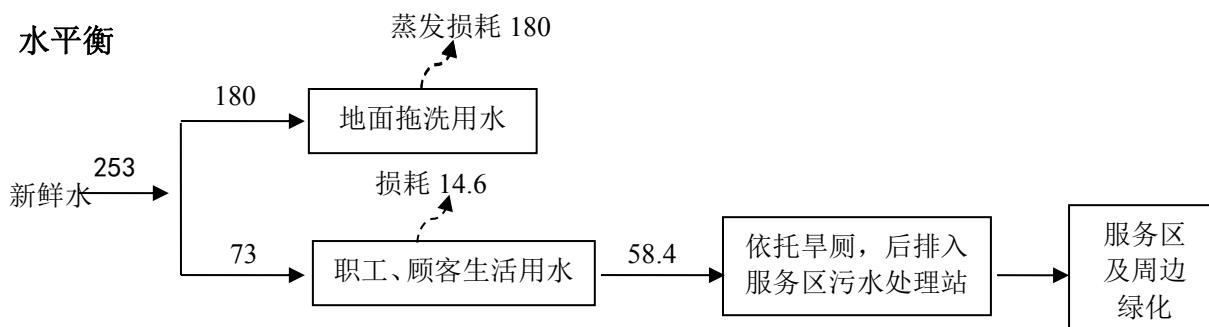 水平衡
蒸发损耗 180
180
地面拖洗用水
253
新鲜水
损耗 14.6
73
职工、顾客生活用水
58.4
依托旱厕，后排入
服务区污水处理站
服务区
及周边
绿化